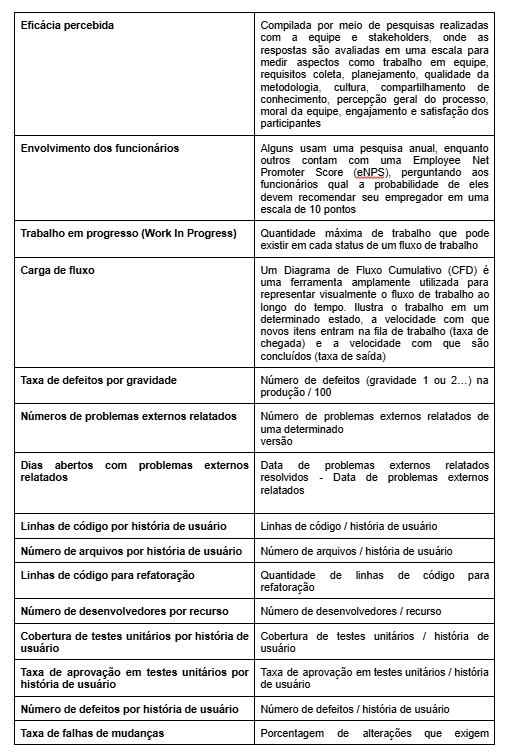 Eficácia percebida
Compilada por meio de pesquisas realizadas
com a equipe e stakeholders, onde as
respostas são avaliadas em uma escala para
medir aspectos como trabalho em equipe,
requisitos coleta, planejamento, qualidade da
metodologia, cultura, compartilhamento de
conhecimento, percepção geral do processo,
moral da equipe, engajamento e satisfação dos
participantes
Envolvimento dos funcionários
Alguns usam uma pesquisa anual, enquanto
outros contam com uma Employee Net
Promoter Score (eNPS), perguntando aos
funcionários qual a probabilidade de eles
devem recomendar seu empregador em uma
escala de 10 pontos
Trabalho em progresso (Work In Progress)
Quantidade máxima de trabalho que pode
existir em cada status de um fluxo de trabalho
Carga de fluxo
Um Diagrama de Fluxo Cumulativo (CFD) é
uma ferramenta amplamente utilizada para
representar visualmente o fluxo de trabalho ao
longo do tempo. Ilustra o trabalho em um
determinado estado, a velocidade com que
novos itens entram na fila de trabalho (taxa de
chegada) e a velocidade com que são
concluídos (taxa de saída)
Taxa de defeitos por gravidade
Número de defeitos (gravidade 1 ou 2...) na
produção / 100
Números de problemas externos relatados
Número de problemas externos relatados de
uma determinado
versão
Dias abertos com problemas externos
relatados
Data de problemas externos relatados
resolvidos - Data de problemas externos
relatados
Linhas de código por história de usuário
Linhas de código / história de usuário
Número de arquivos por história de usuário
Número de arquivos / história de usuário
Linhas de código para refatoração
Quantidade de linhas de código para
refatoração
Número de desenvolvedores por recurso
Número de desenvolvedores / recurso
Cobertura de testes unitários por história de
usuário
Cobertura de testes unitários / história de
usuário
Taxa de aprovação em testes unitários por
história de usuário
Taxa de aprovação em testes unitários / história
de usuário
Número de defeitos por história de usuário
Número de defeitos / história de usuário
Taxa de falhas de mudanças
Porcentagem de alterações que exigem